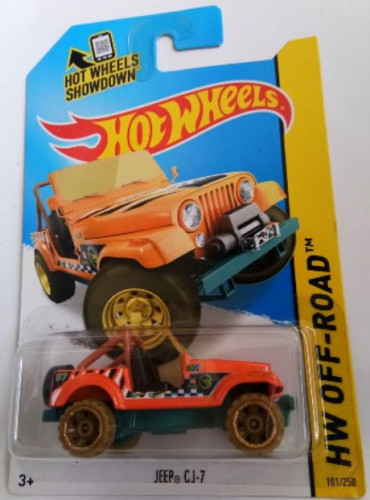 HOT WHEELS
SHOWDOWN
HOT WHEELS
HW OFF-ROAD™
101/250
3+
JEEP® CJ-7